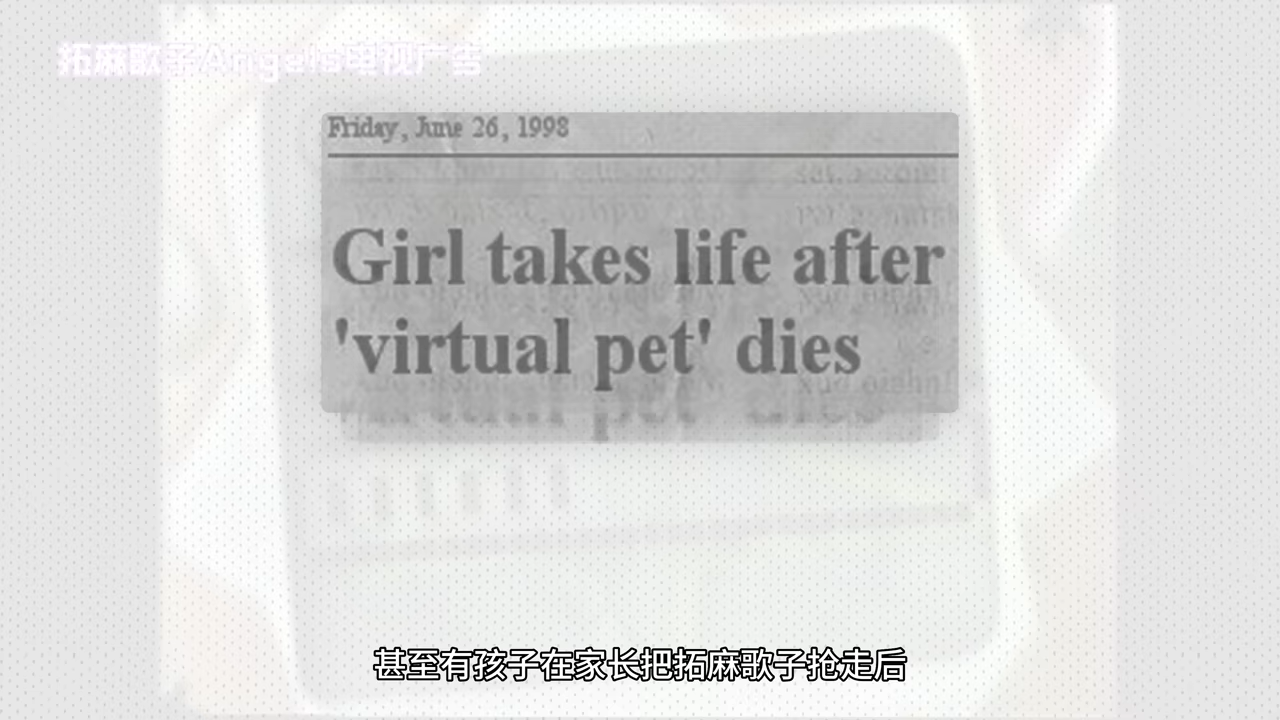 拓麻歌子Angels电视广告
Friday, June 26, 1998
Girl takes life after
'virtual pet' dies
甚至有孩子在家长把拓麻歌子抢走后